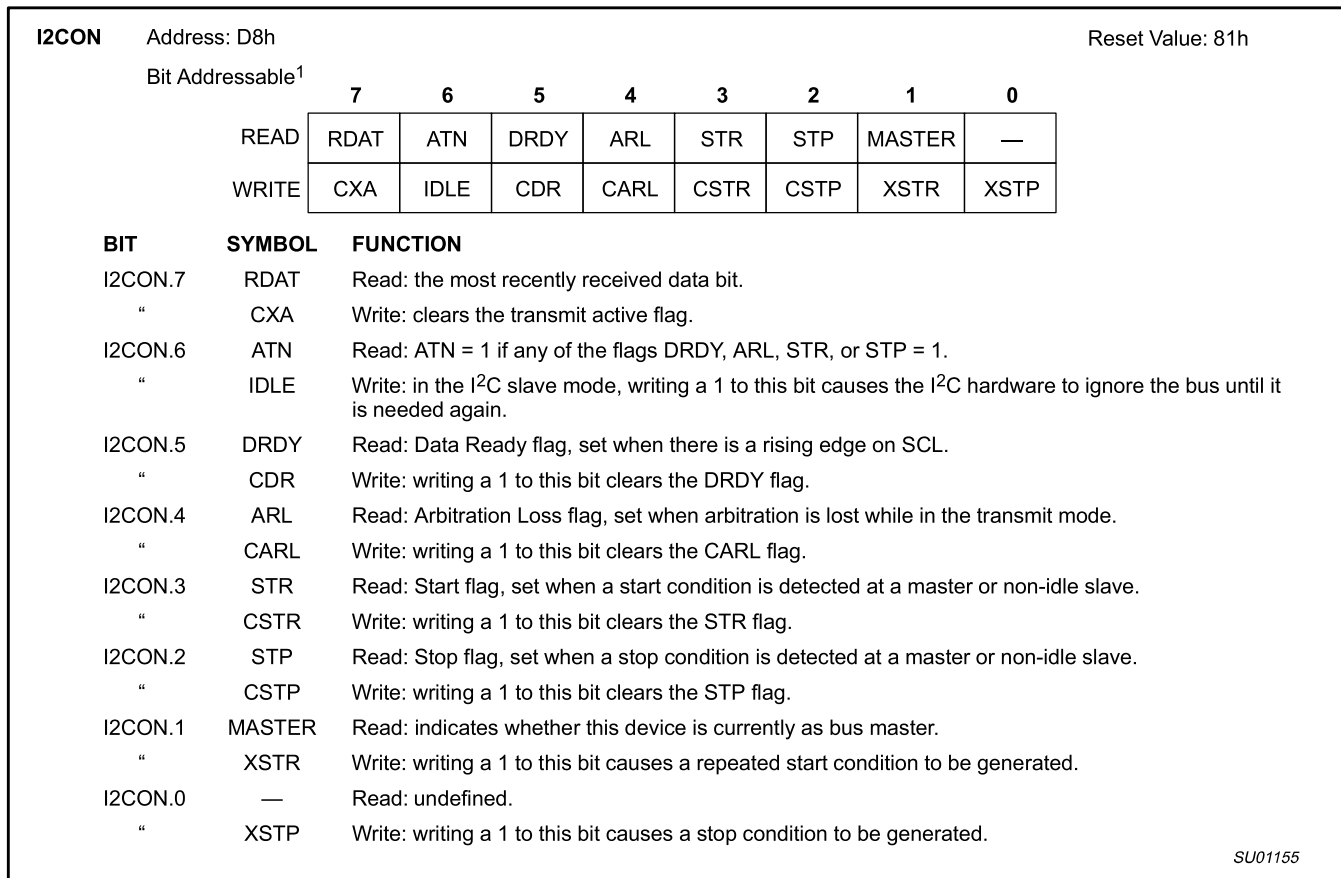 I2CON Address: D8h Reset Value: 81h
Bit Addressable1
7 6 5 4 3 2 1 0
READ RDAT ATN DRDY ARL STR STP MASTER —
WRITE CXA IDLE CDR CARL CSTR CSTP XSTR XSTP
BIT SYMBOL FUNCTION
I2CON.7 RDAT Read: the most recently received data bit.
“ CXA Write: clears the transmit active flag.
I2CON.6 ATN Read: ATN = 1 if any of the flags DRDY, ARL, STR, or STP = 1.
“ IDLE Write: in the I2C slave mode, writing a 1 to this bit causes the I2C hardware to ignore the bus until it
is needed again.
I2CON.5 DRDY Read: Data Ready flag, set when there is a rising edge on SCL.
“ CDR Write: writing a 1 to this bit clears the DRDY flag.
I2CON.4 ARL Read: Arbitration Loss flag, set when arbitration is lost while in the transmit mode.
“ CARL Write: writing a 1 to this bit clears the CARL flag.
I2CON.3 STR Read: Start flag, set when a start condition is detected at a master or non-idle slave.
“ CSTR Write: writing a 1 to this bit clears the STR flag.
I2CON.2 STP Read: Stop flag, set when a stop condition is detected at a master or non-idle slave.
“ CSTP Write: writing a 1 to this bit clears the STP flag.
I2CON.1 MASTER Read: indicates whether this device is currently as bus master.
“ XSTR Write: writing a 1 to this bit causes a repeated start condition to be generated.
I2CON.0 — Read: undefined.
“ XSTP Write: writing a 1 to this bit causes a stop condition to be generated.
SU01155